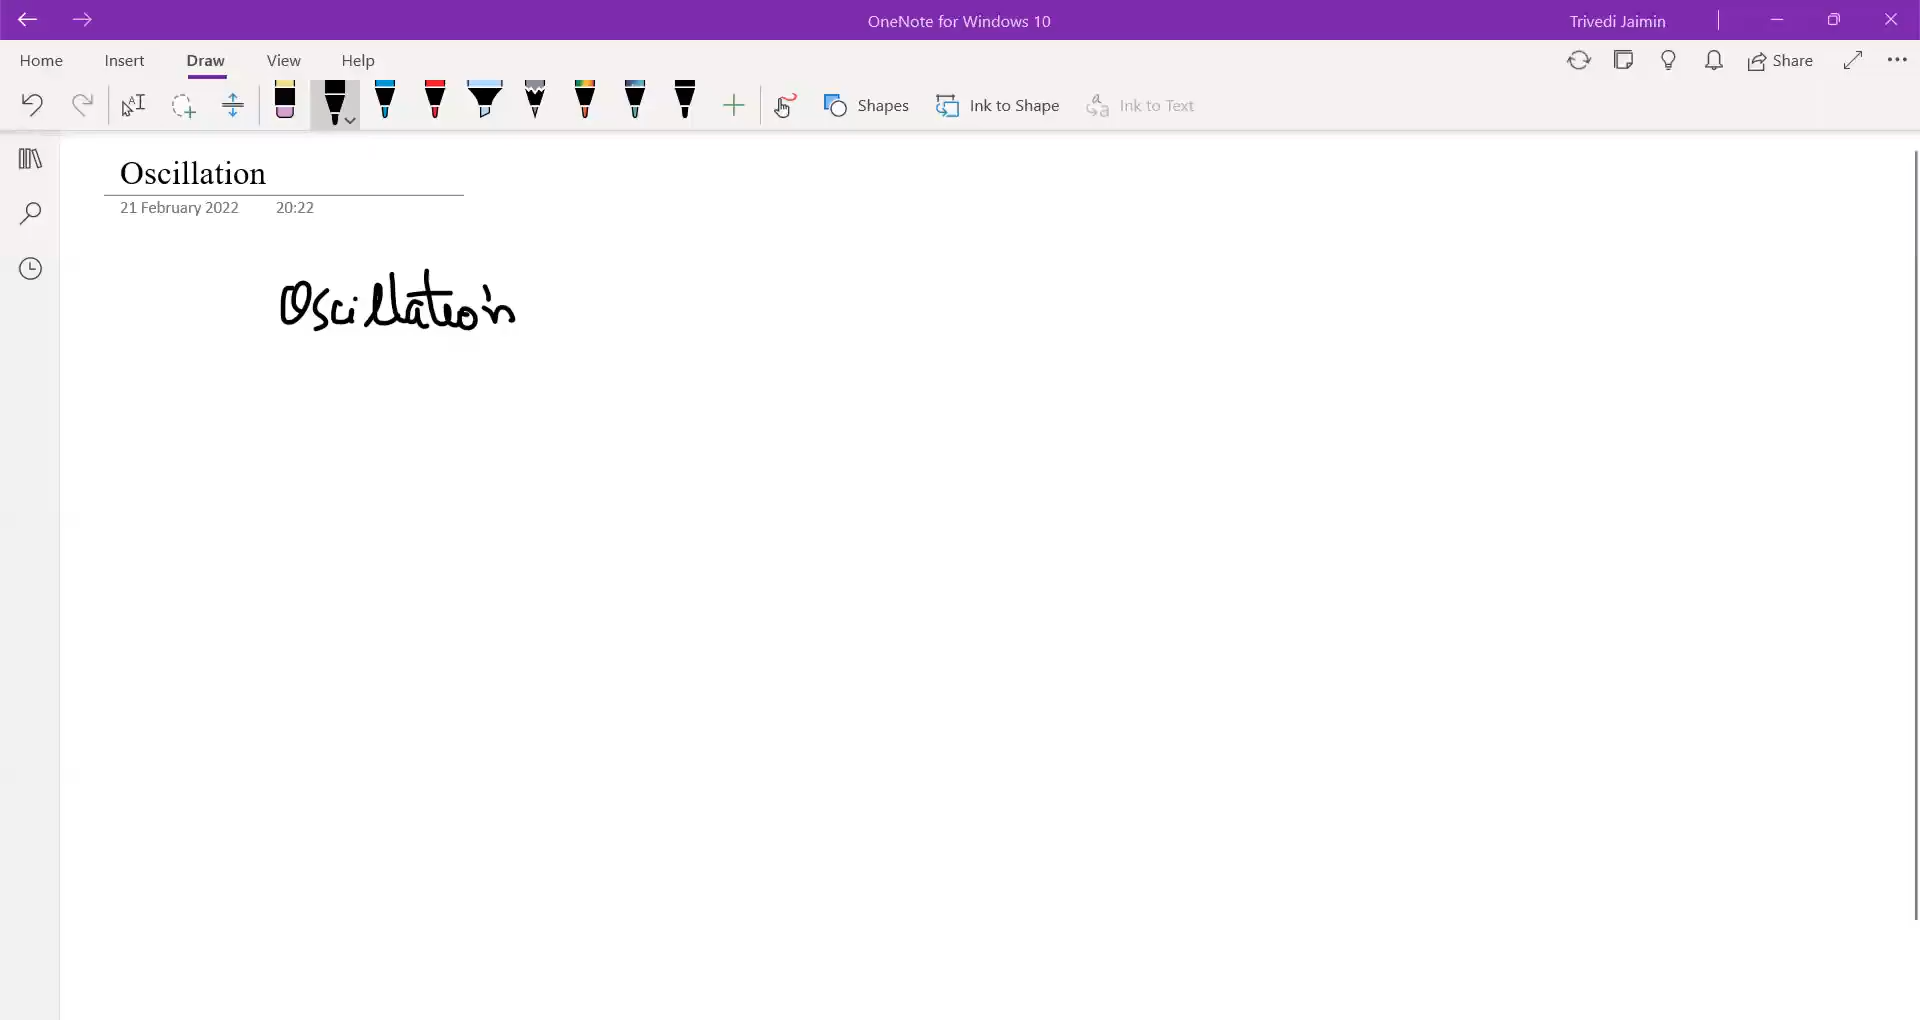 OneNote for Windows 10
Trivedi Jaimin
Home Insert Draw View Help
Share
Shapes Ink to Shape Ink to Text
Oscillation
21 February 2022 20:22
Oscillation